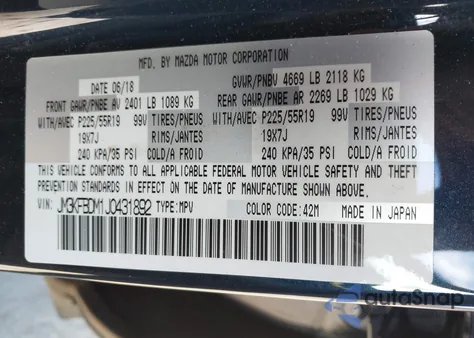 MFD. BY MAZDA MOTOR CORPORATION
DATE 06/18 GVWR/PNBV 4669 LB 2118 KG
FRONT GAWR/PNBE AV 2401 LB 1089 KG REAR GAWR/PNBE AR 2269 LB 1029 KG
WITH/AVEC P225/55R19 99V TIRES/PNEUS WITH/AVEC P225/55R19 99V TIRES/PNEUS
19X7J RIMS/JANTES 19X7J RIMS/JANTES
240 KPA/35 PSI COLD/A FROID 240 KPA/35 PSI COLD/A FROID
THIS VEHICLE CONFORMS TO ALL APPLICABLE FEDERAL MOTOR VEHICLE SAFETY AND THEFT
PREVENTION STANDARDS IN EFFECT ON THE DATE OF MANUFACTURE SHOWN ABOVE.
VIN: JM3KFBDM1J0431892 TYPE:MPV COLOR CODE: 42M MADE IN JAPAN
autoSnap